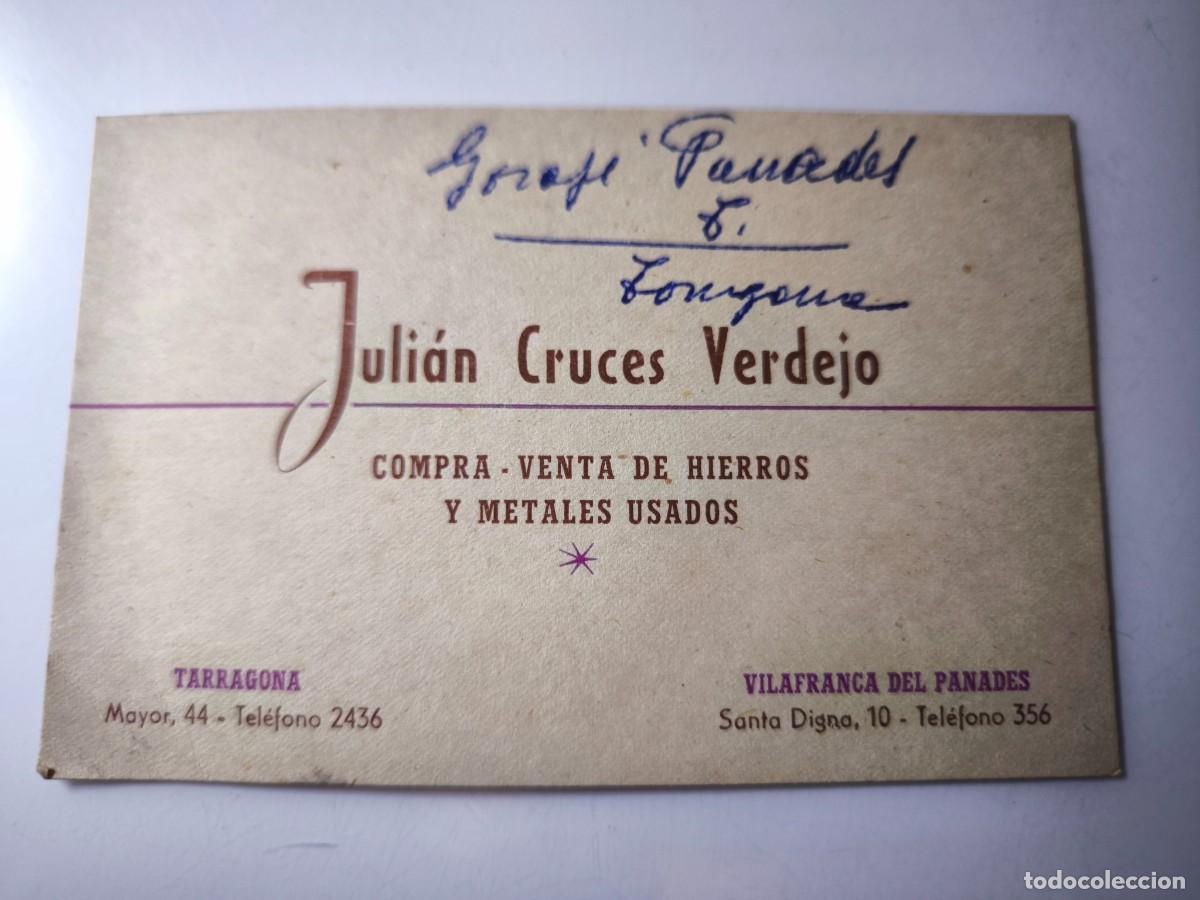 Goraje Panades
T.
Tarragona
Julián Cruces Verdejo
COMPRA - VENTA DE HIERROS
Y METALES USADOS
TARRAGONA
Mayor, 44 - Teléfono 2436
VILAFRANCA DEL PANADES
Santa Digna, 10 - Teléfono 356
todocoleccion